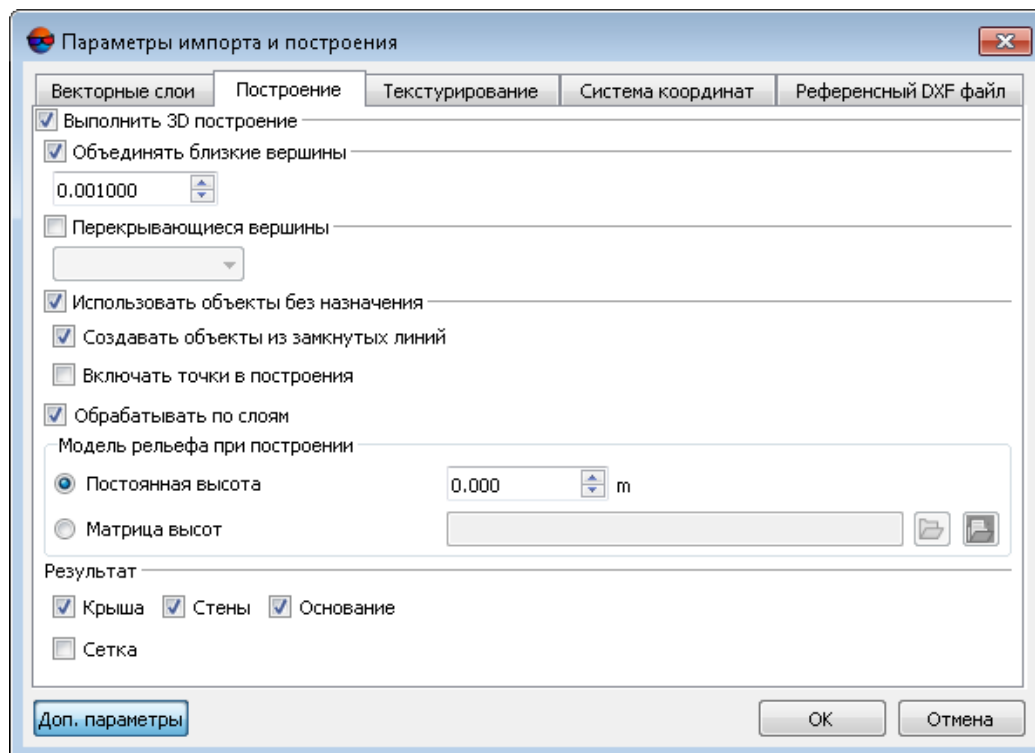 Параметры импорта и построения
Векторные слои Построение Текстурирование Система координат Референсный DXF файл
Выполнить 3D построение
Объединять близкие вершины
0.001000
Перекрывающиеся вершины
Использовать объекты без назначения
Создавать объекты из замкнутых линий
Включать точки в построения
Обрабатывать по слоям
Модель рельефа при построении
Постоянная высота 0.000 m
Матрица высот
Результат
Крыша Стены Основание
Сетка
Доп. параметры OK Отмена